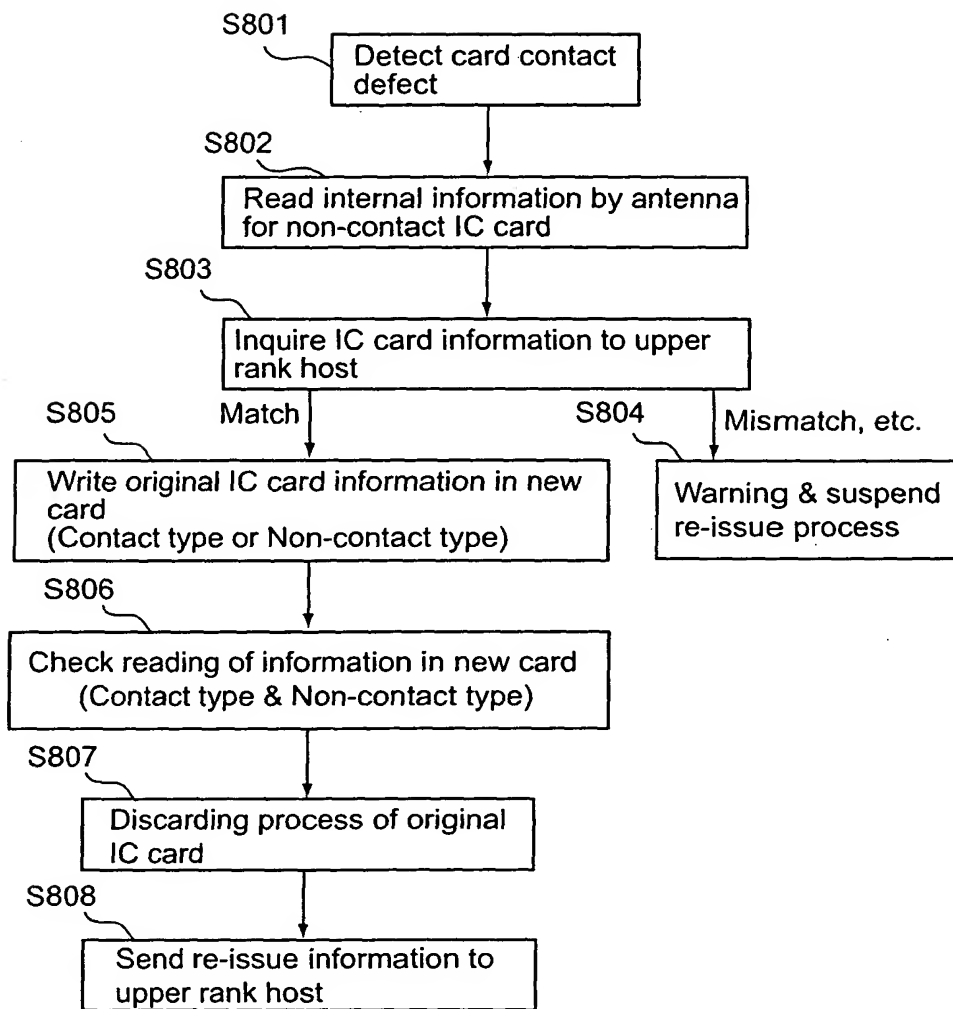 S801
Detect card contact
defect
S802
Read internal information by antenna
for non-contact IC card
S803
Inquire IC card information to upper
rank host
Match
Mismatch, etc.
S805
Write original IC card information in new
card
(Contact type or Non-contact type)
S804
Warning & suspend
re-issue process
S806
Check reading of information in new card
(Contact type & Non-contact type)
S807
Discarding process of original
IC card
S808
Send re-issue information to
upper rank host